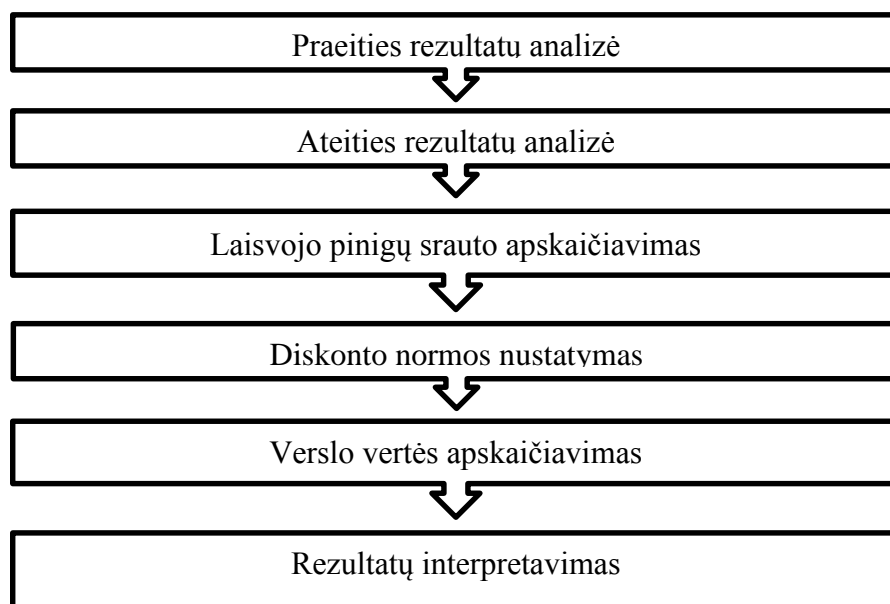 Praeities rezultatų analizė
Ateities rezultatų analizė
Laisvojo pinigų srauto apskaičiavimas
Diskonto normos nustatymas
Verslo vertės apskaičiavimas
Rezultatų interpretavimas